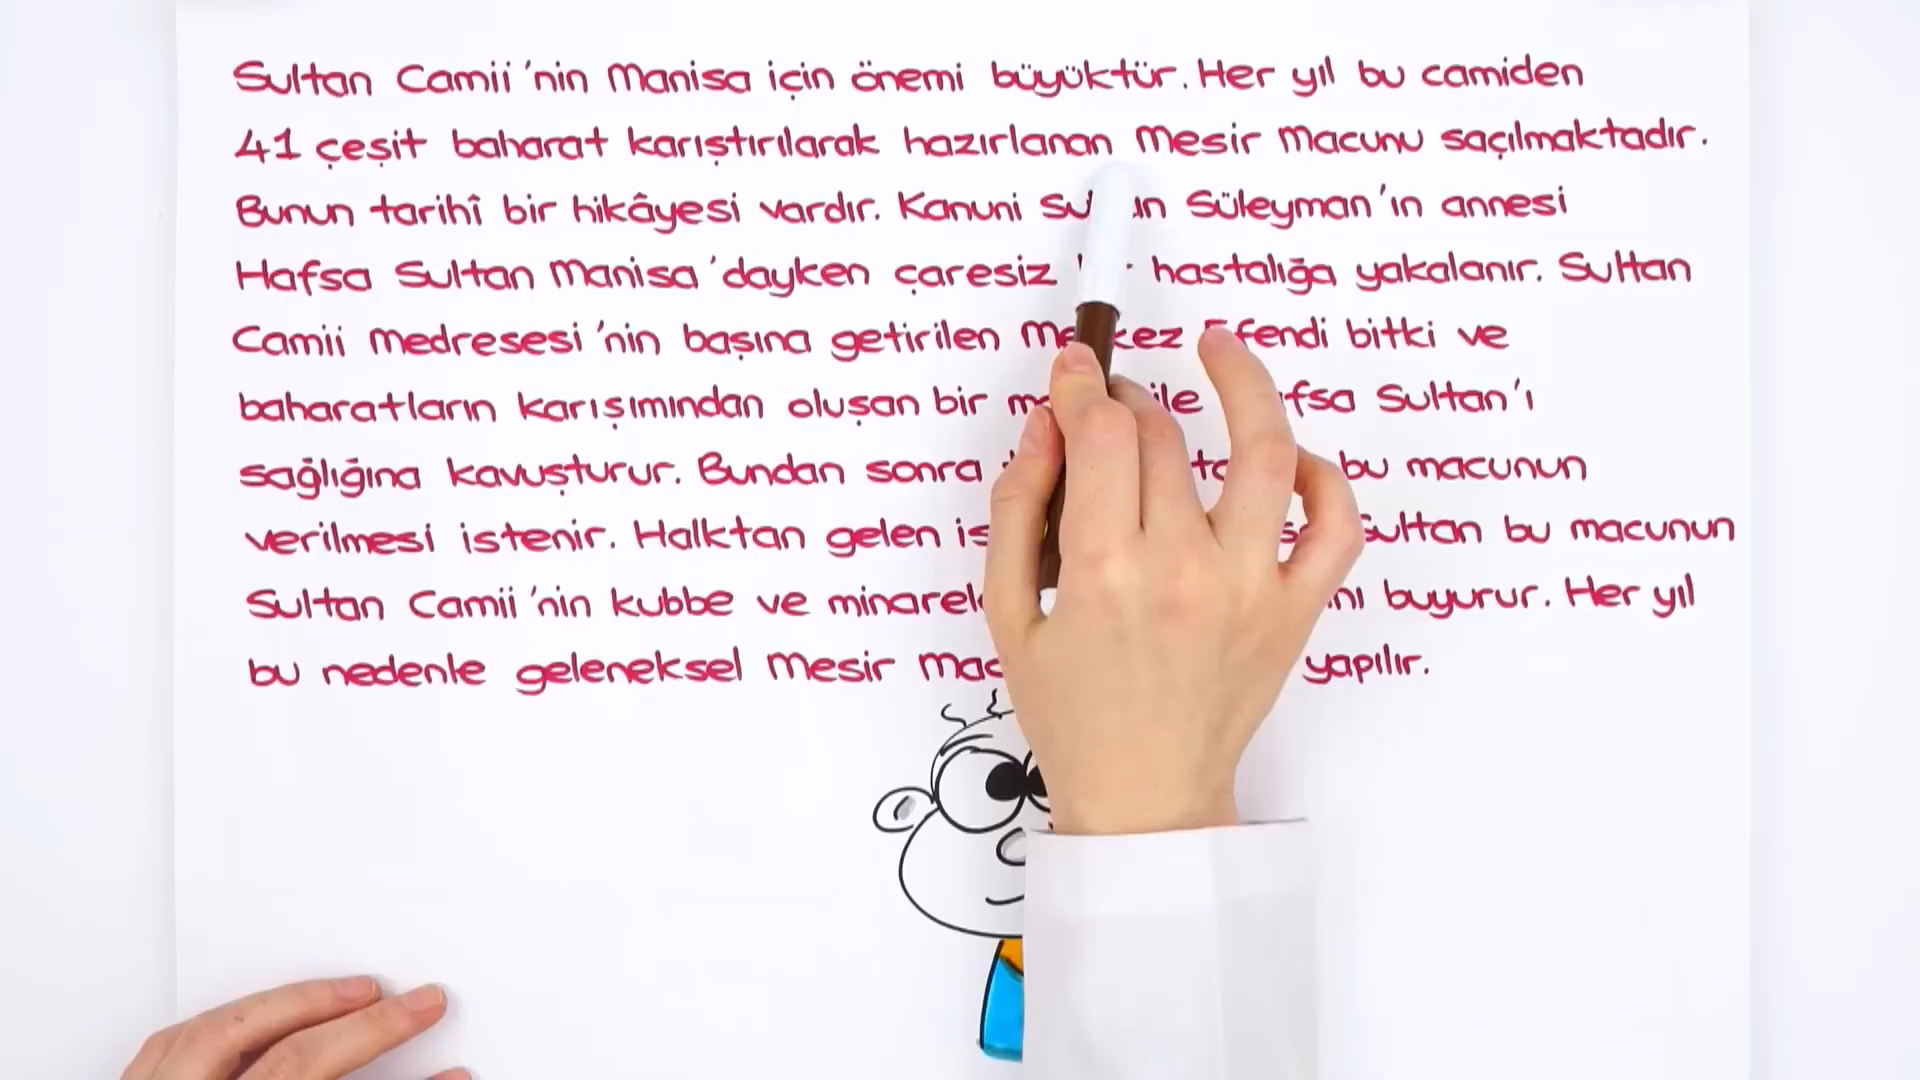 Sultan Camii'nin Manisa için önemi büyüktür. Her yıl bu camiden
41 çeşit baharat karıştırılarak hazırlanan Mesir Macunu saçılmaktadır.
Bunun tarihî bir hikâyesi vardır. Kanuni Süleyman'ın annesi
Hafsa Sultan Manisa'dayken çaresiz hastalığa yakalanır. Sultan
Camii Medresesi'nin başına getirilen bitki ve
baharatların karışımından oluşan bir ile Sultan'ı
sağlığına kavuşturur. Bundan sonra bu macunun
verilmesi istenir. Halktan gelen Sultan bu macunun
Sultan Camii'nin kubbe ve buyurur. Her yıl
bu nedenle geleneksel Mesir yapılır.